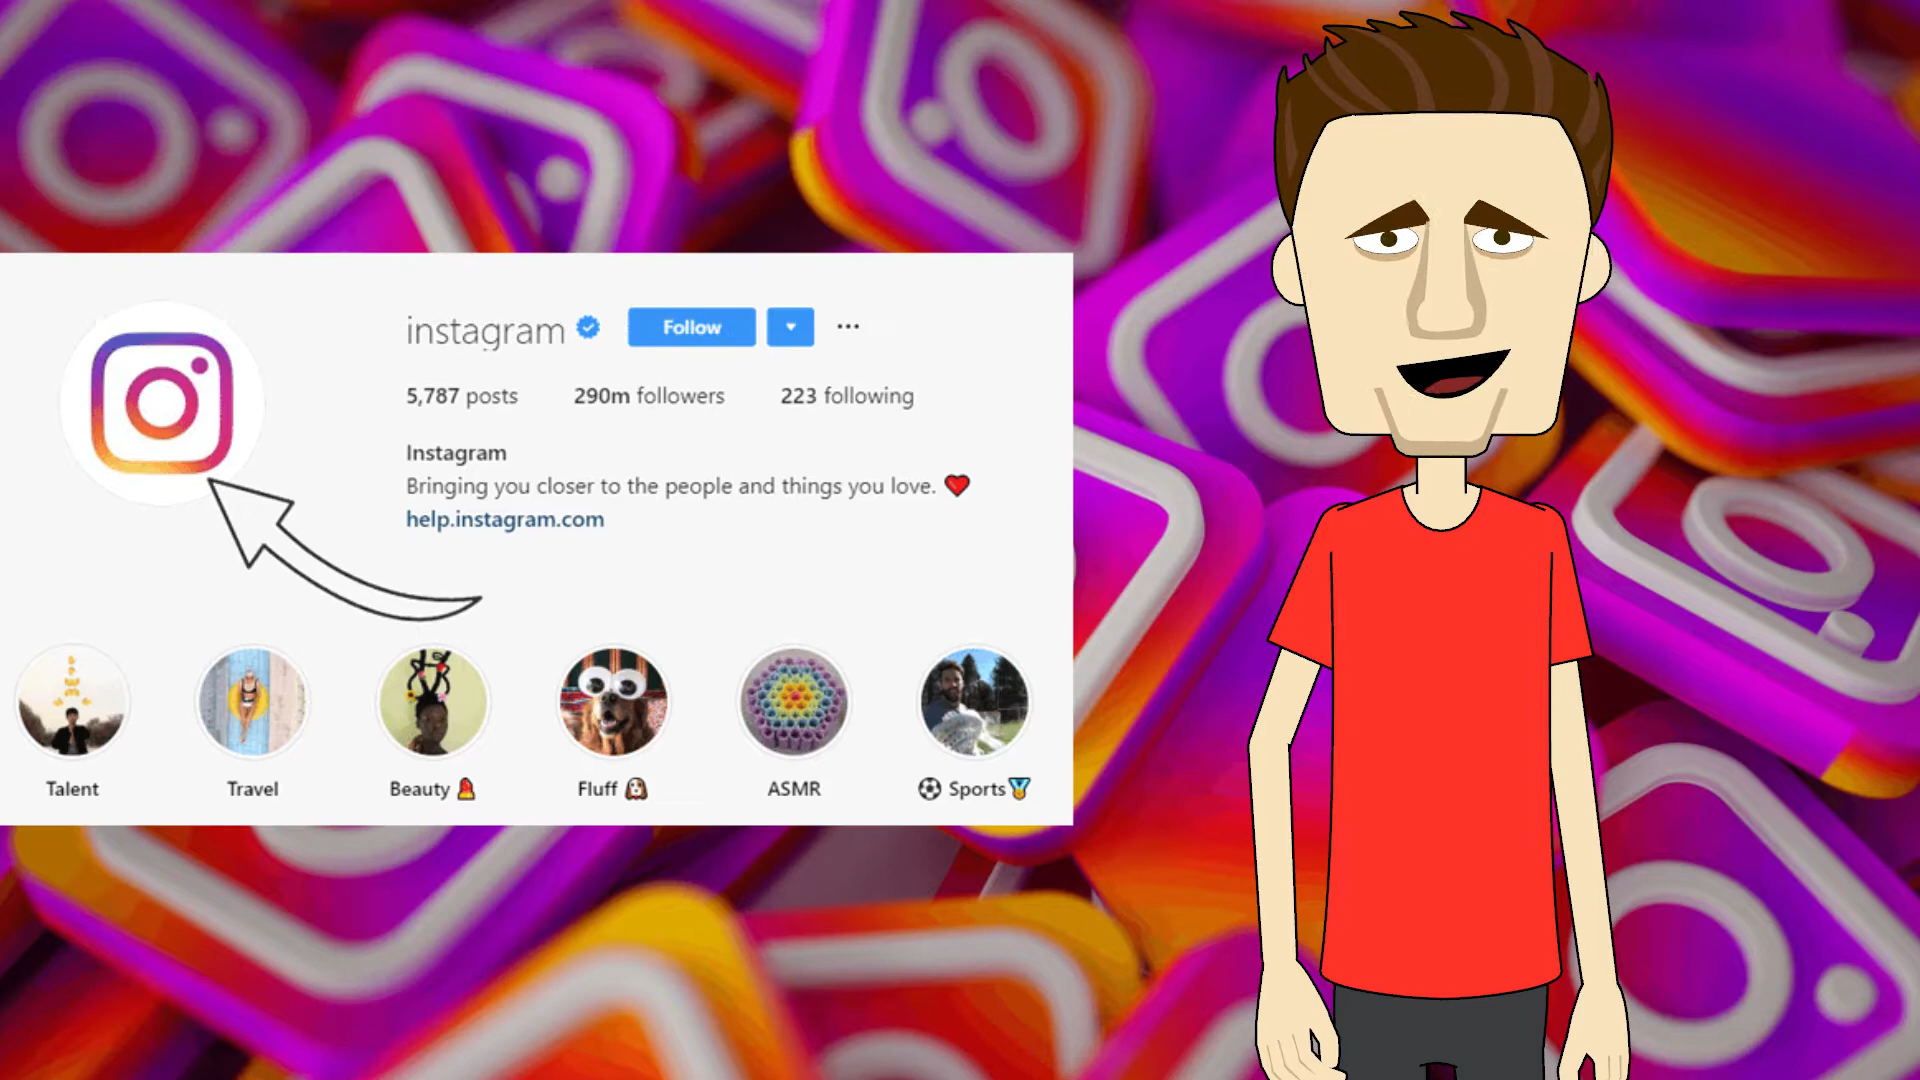 instagram Follow
5,787 posts 290m followers 223 following
Instagram
Bringing you closer to the people and things you love. ❤️
help.instagram.com
Talent Travel Beauty Fluff ASMR Sports